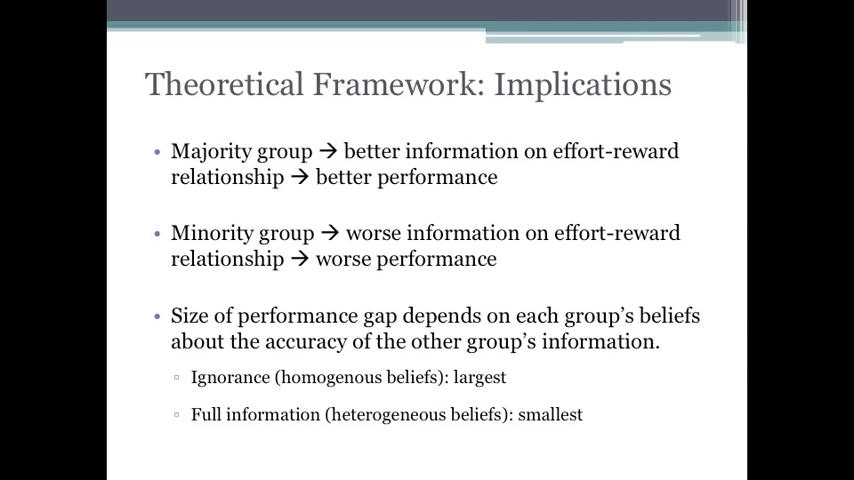 Theoretical Framework: Implications
• Majority group → better information on effort-reward
relationship → better performance
• Minority group → worse information on effort-reward
relationship → worse performance
• Size of performance gap depends on each group’s beliefs
about the accuracy of the other group’s information.
▫ Ignorance (homogenous beliefs): largest
▫ Full information (heterogeneous beliefs): smallest